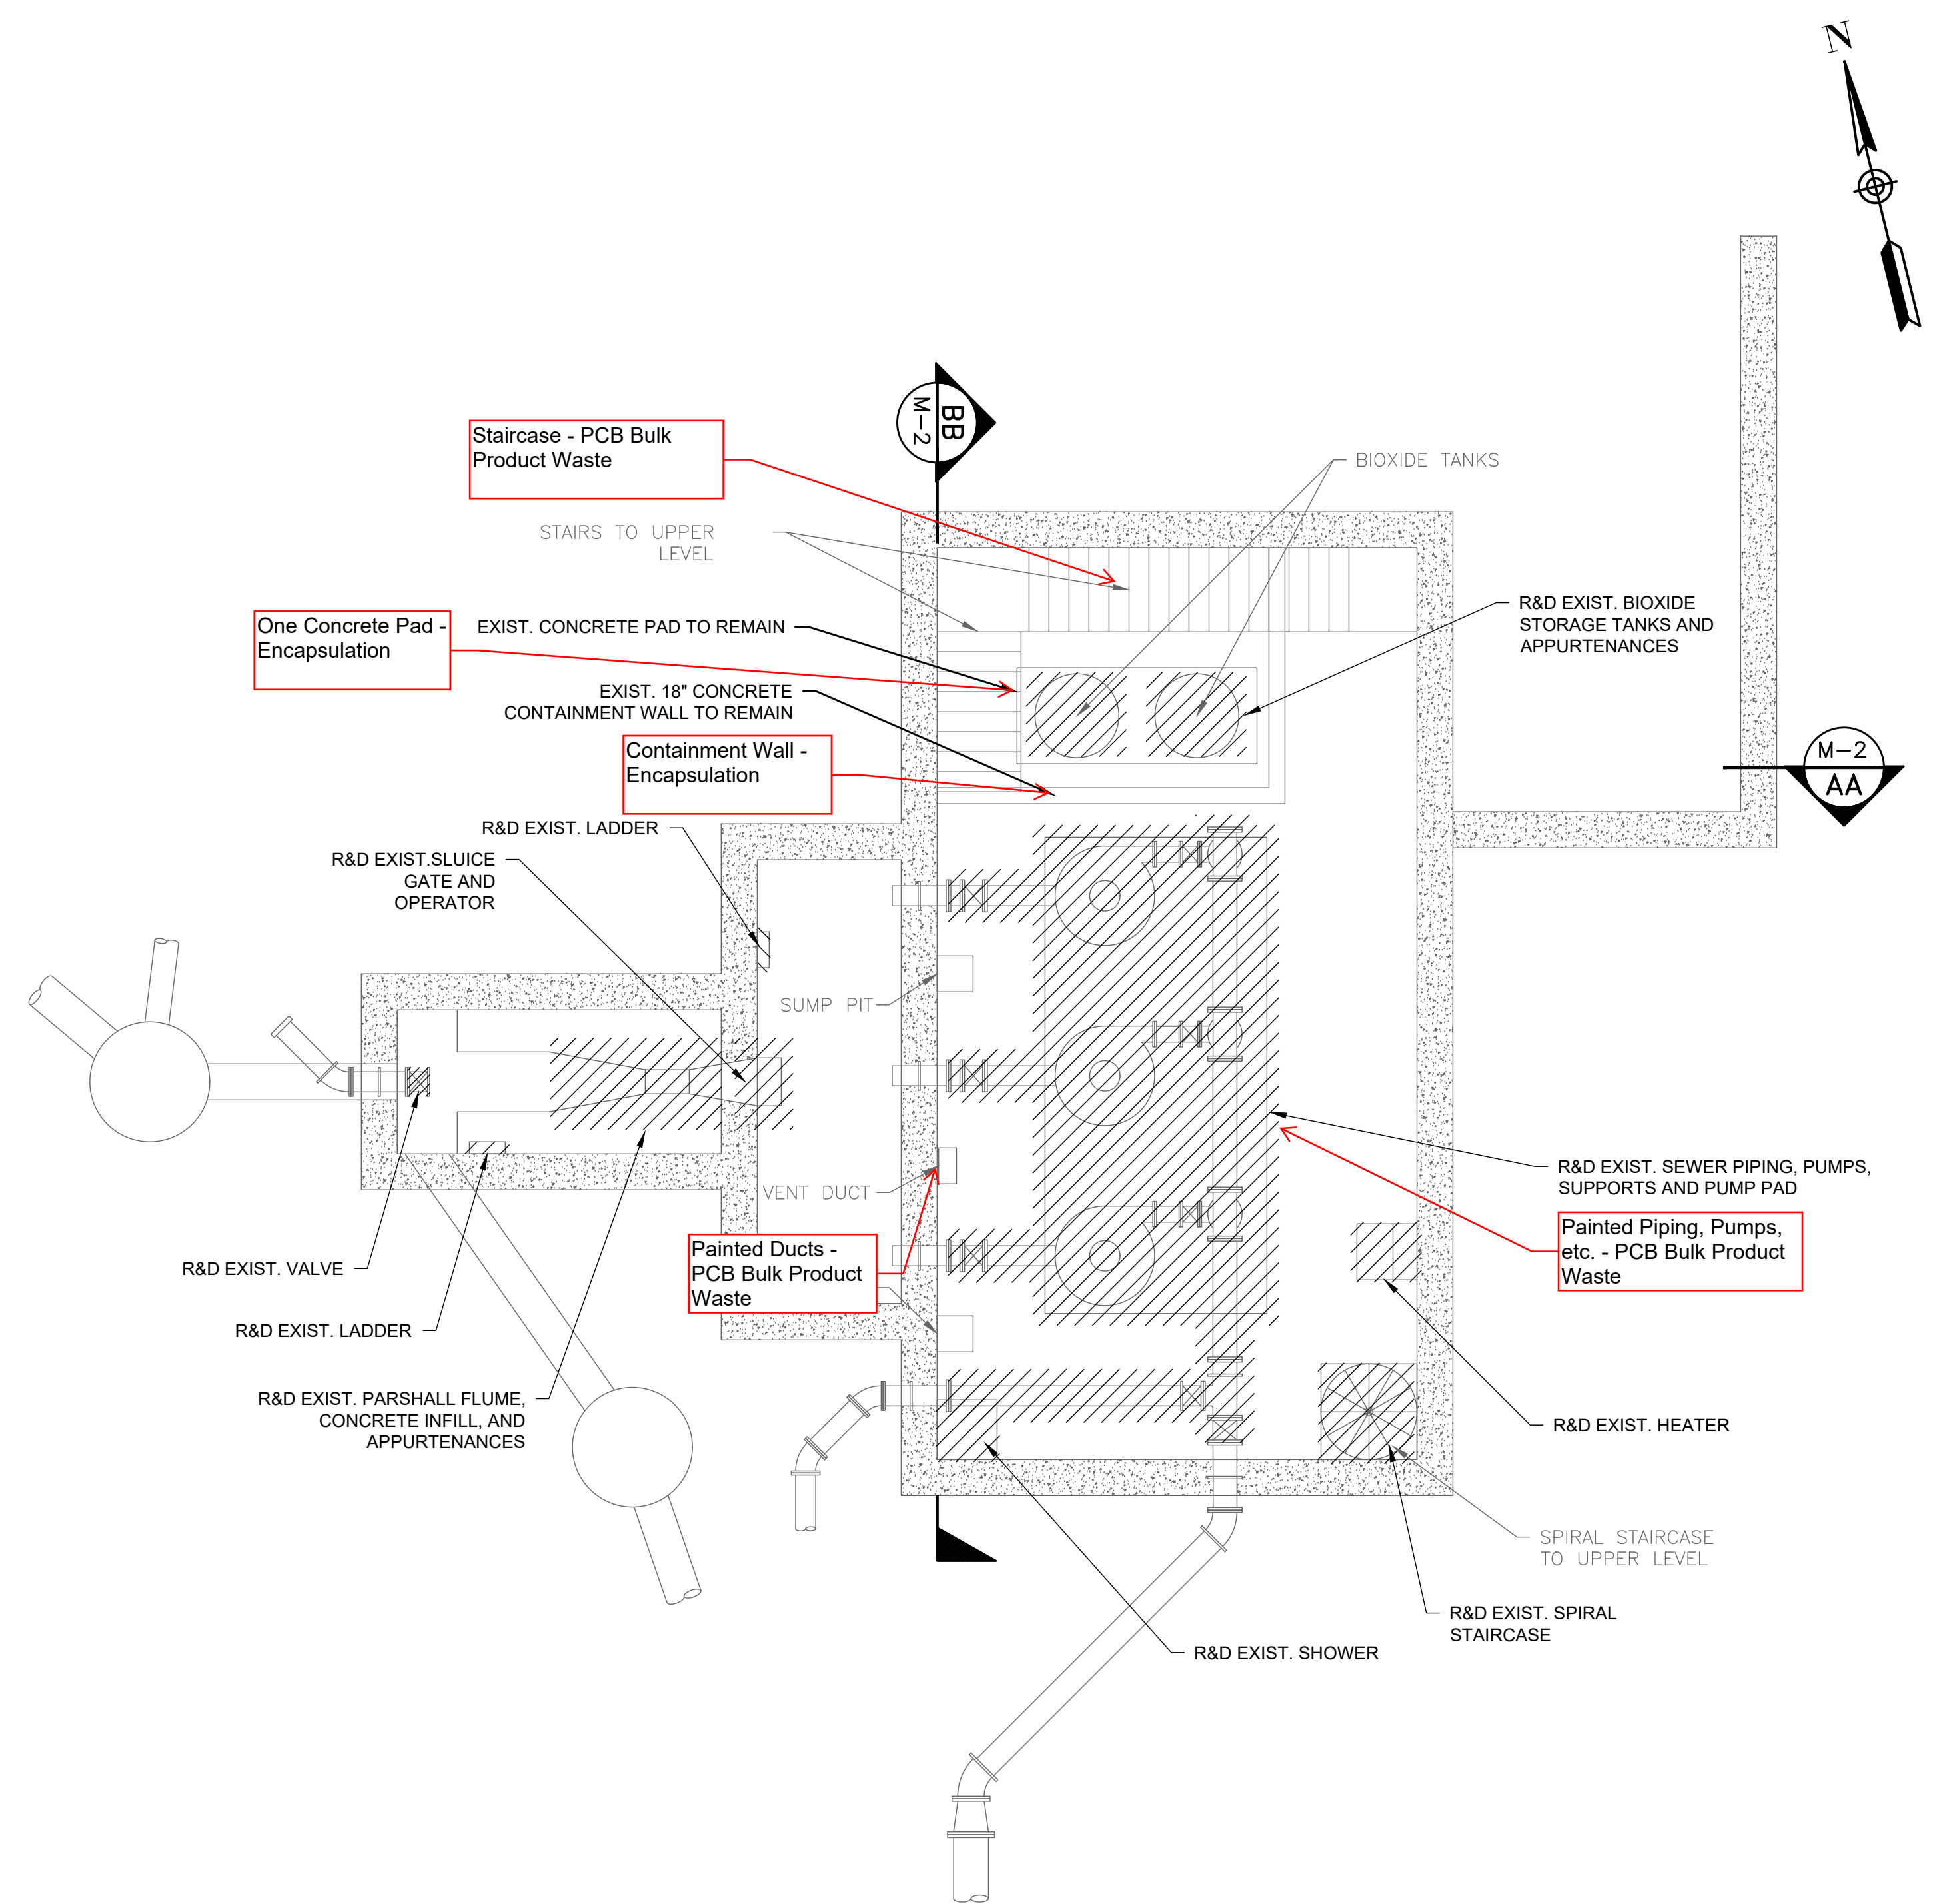 N
BB
M-2
Staircase - PCB Bulk
Product Waste
BIOXIDE TANKS
STAIRS TO UPPER
LEVEL
One Concrete Pad -
Encapsulation
EXIST. CONCRETE PAD TO REMAIN
R&D EXIST. BIOXIDE
STORAGE TANKS AND
APPURTENANCES
EXIST. 18" CONCRETE
CONTAINMENT WALL TO REMAIN
Containment Wall -
Encapsulation
M-2
AA
R&D EXIST. LADDER
R&D EXIST.SLUICE
GATE AND
OPERATOR
SUMP PIT
VENT DUCT
R&D EXIST. SEWER PIPING, PUMPS,
SUPPORTS AND PUMP PAD
Painted Piping, Pumps,
etc. - PCB Bulk Product
Waste
Painted Ducts -
PCB Bulk Product
Waste
R&D EXIST. VALVE
R&D EXIST. LADDER
R&D EXIST. PARSHALL FLUME,
CONCRETE INFILL, AND
APPURTENANCES
R&D EXIST. HEATER
SPIRAL STAIRCASE
TO UPPER LEVEL
R&D EXIST. SPIRAL
STAIRCASE
R&D EXIST. SHOWER